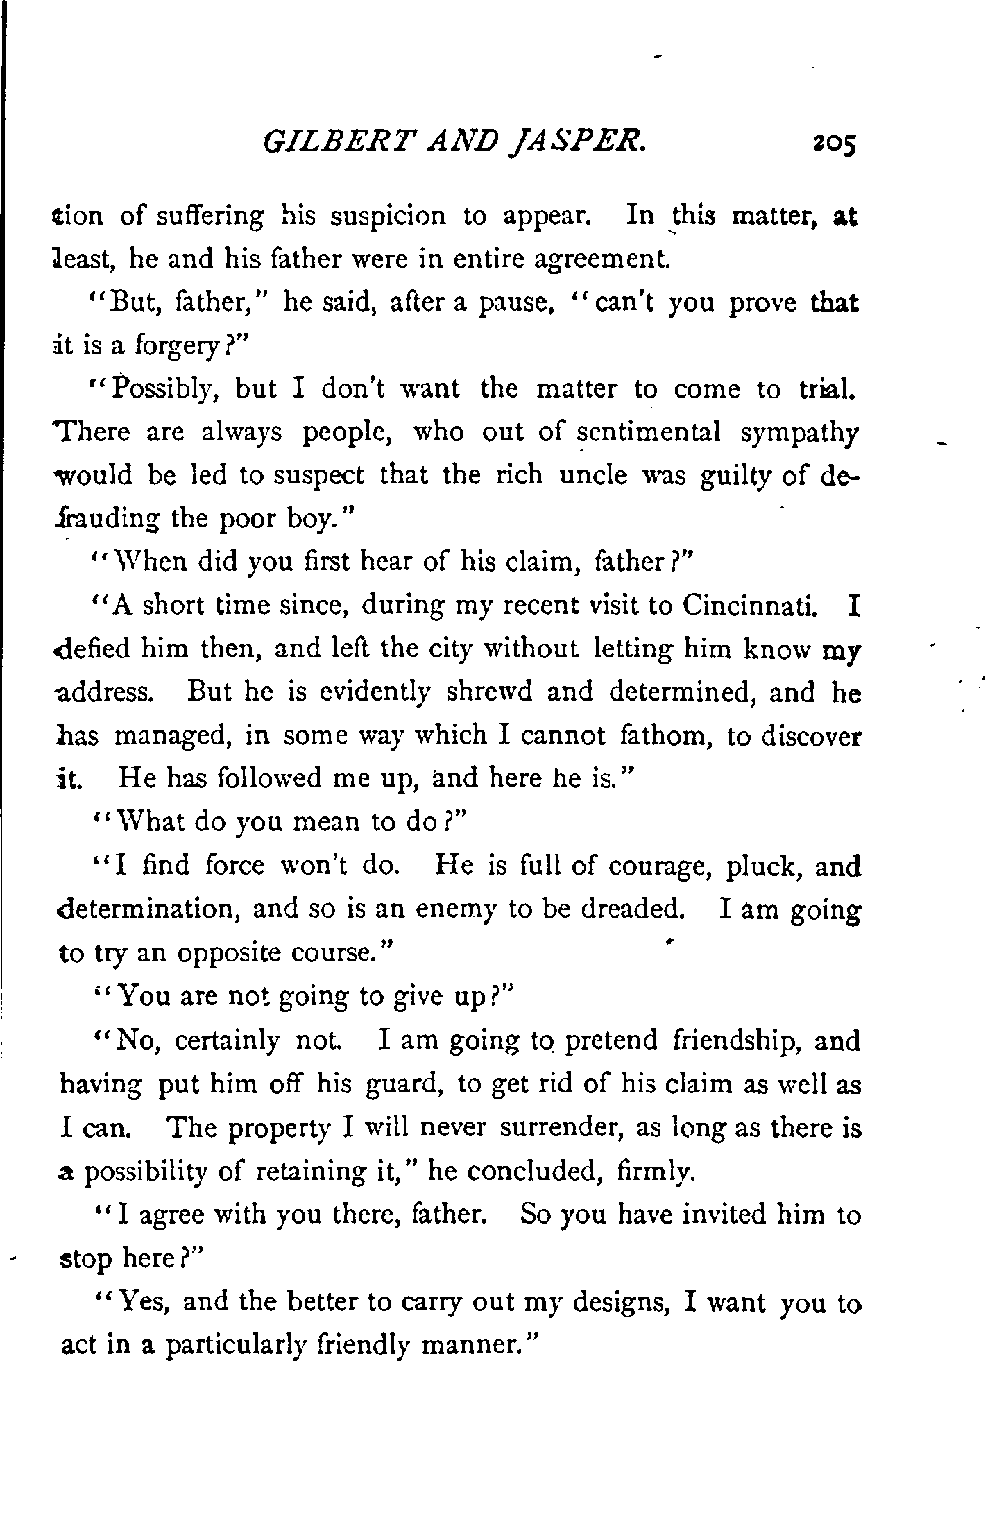 GILBERT AND JASPER. 205
tion of suffering his suspicion to appear. In this matter, at
least, he and his father were in entire agreement.
"But, father," he said, after a pause, "can't you prove that
it is a forgery?"
"Possibly, but I don't want the matter to come to trial.
There are always people, who out of sentimental sympathy
would be led to suspect that the rich uncle was guilty of de-
frauding the poor boy."
"When did you first hear of his claim, father?"
"A short time since, during my recent visit to Cincinnati. I
defied him then, and left the city without letting him know my
address. But he is evidently shrewd and determined, and he
has managed, in some way which I cannot fathom, to discover
it. He has followed me up, and here he is."
"What do you mean to do?"
"I find force won't do. He is full of courage, pluck, and
determination, and so is an enemy to be dreaded. I am going
to try an opposite course."
"You are not going to give up?"
"No, certainly not. I am going to pretend friendship, and
having put him off his guard, to get rid of his claim as well as
I can. The property I will never surrender, as long as there is
a possibility of retaining it," he concluded, firmly.
"I agree with you there, father. So you have invited him to
stop here?"
"Yes, and the better to carry out my designs, I want you to
act in a particularly friendly manner."